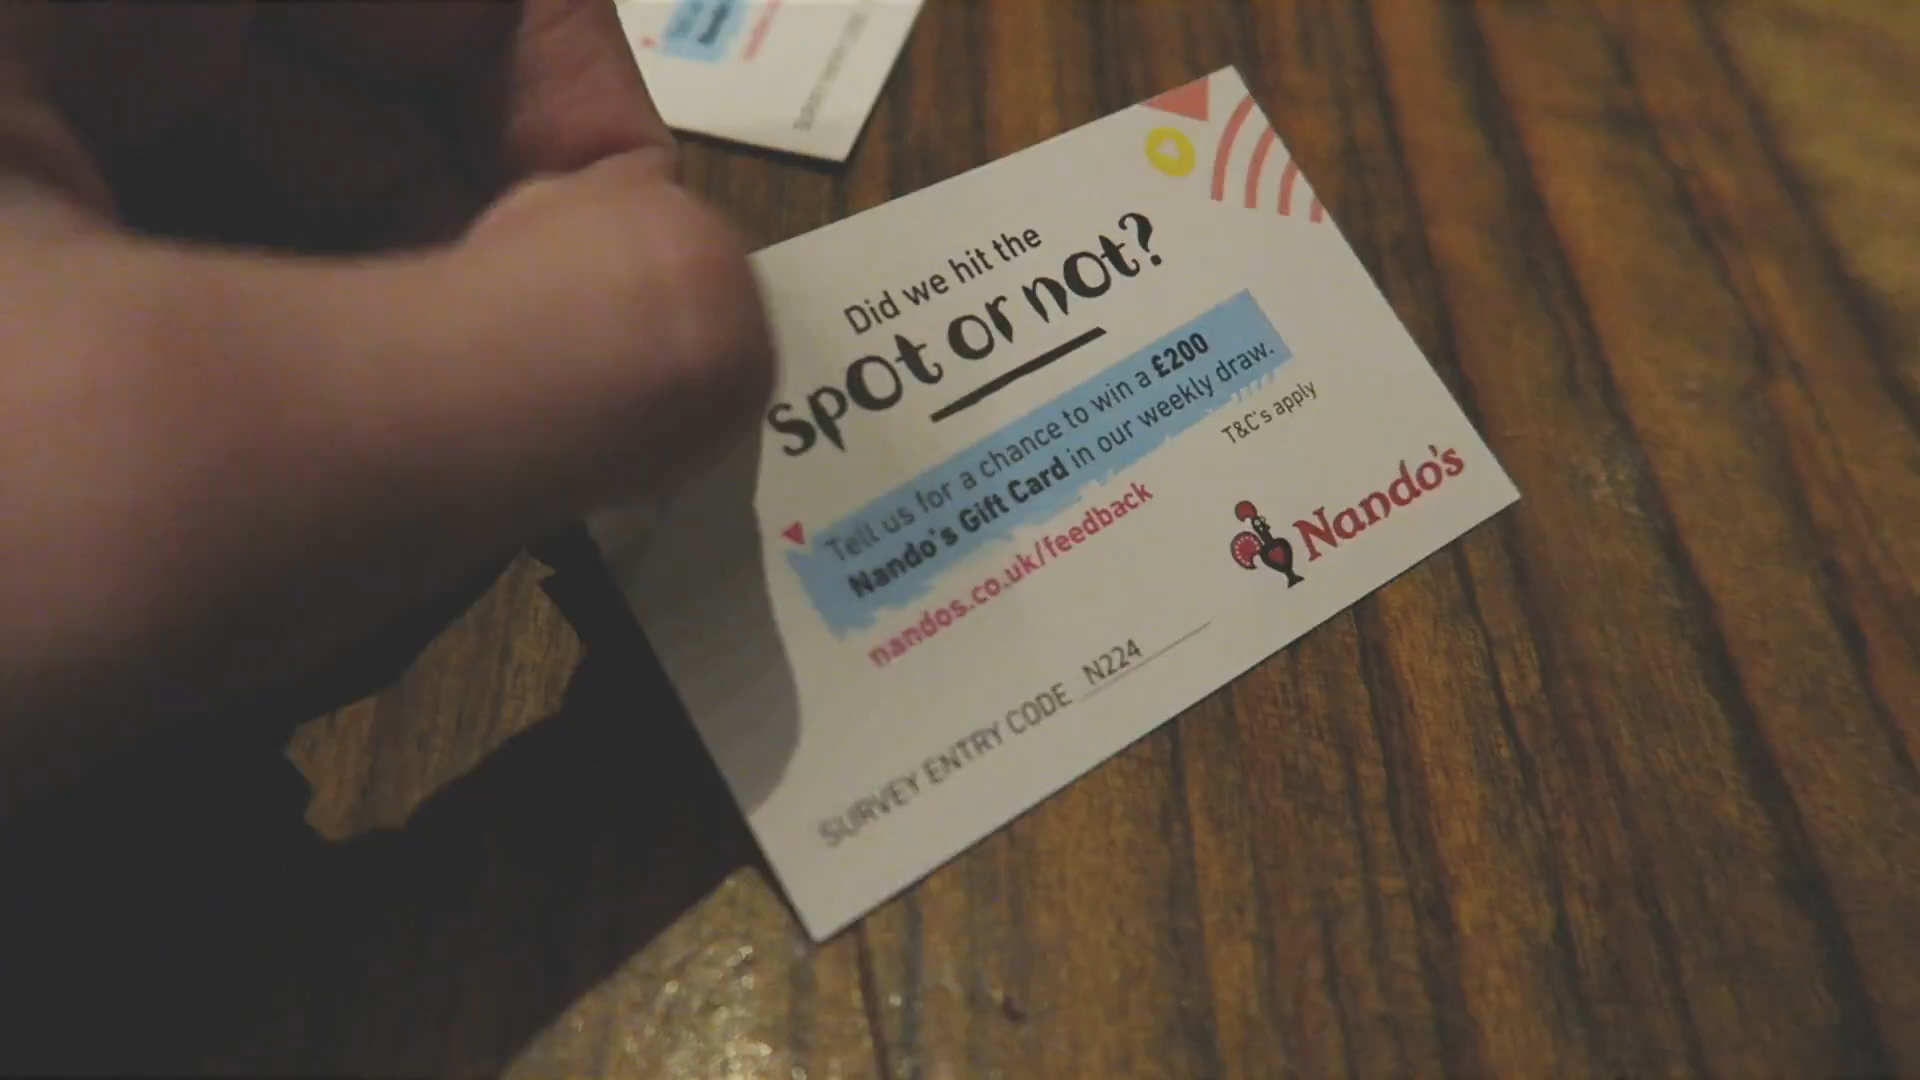 Did we hit the
spot or not?
Tell us for a chance to win a £200
Nando's Gift Card in our weekly draw.
T&C's apply
nandos.co.uk/feedback
Nando's
SURVEY ENTRY CODE N224